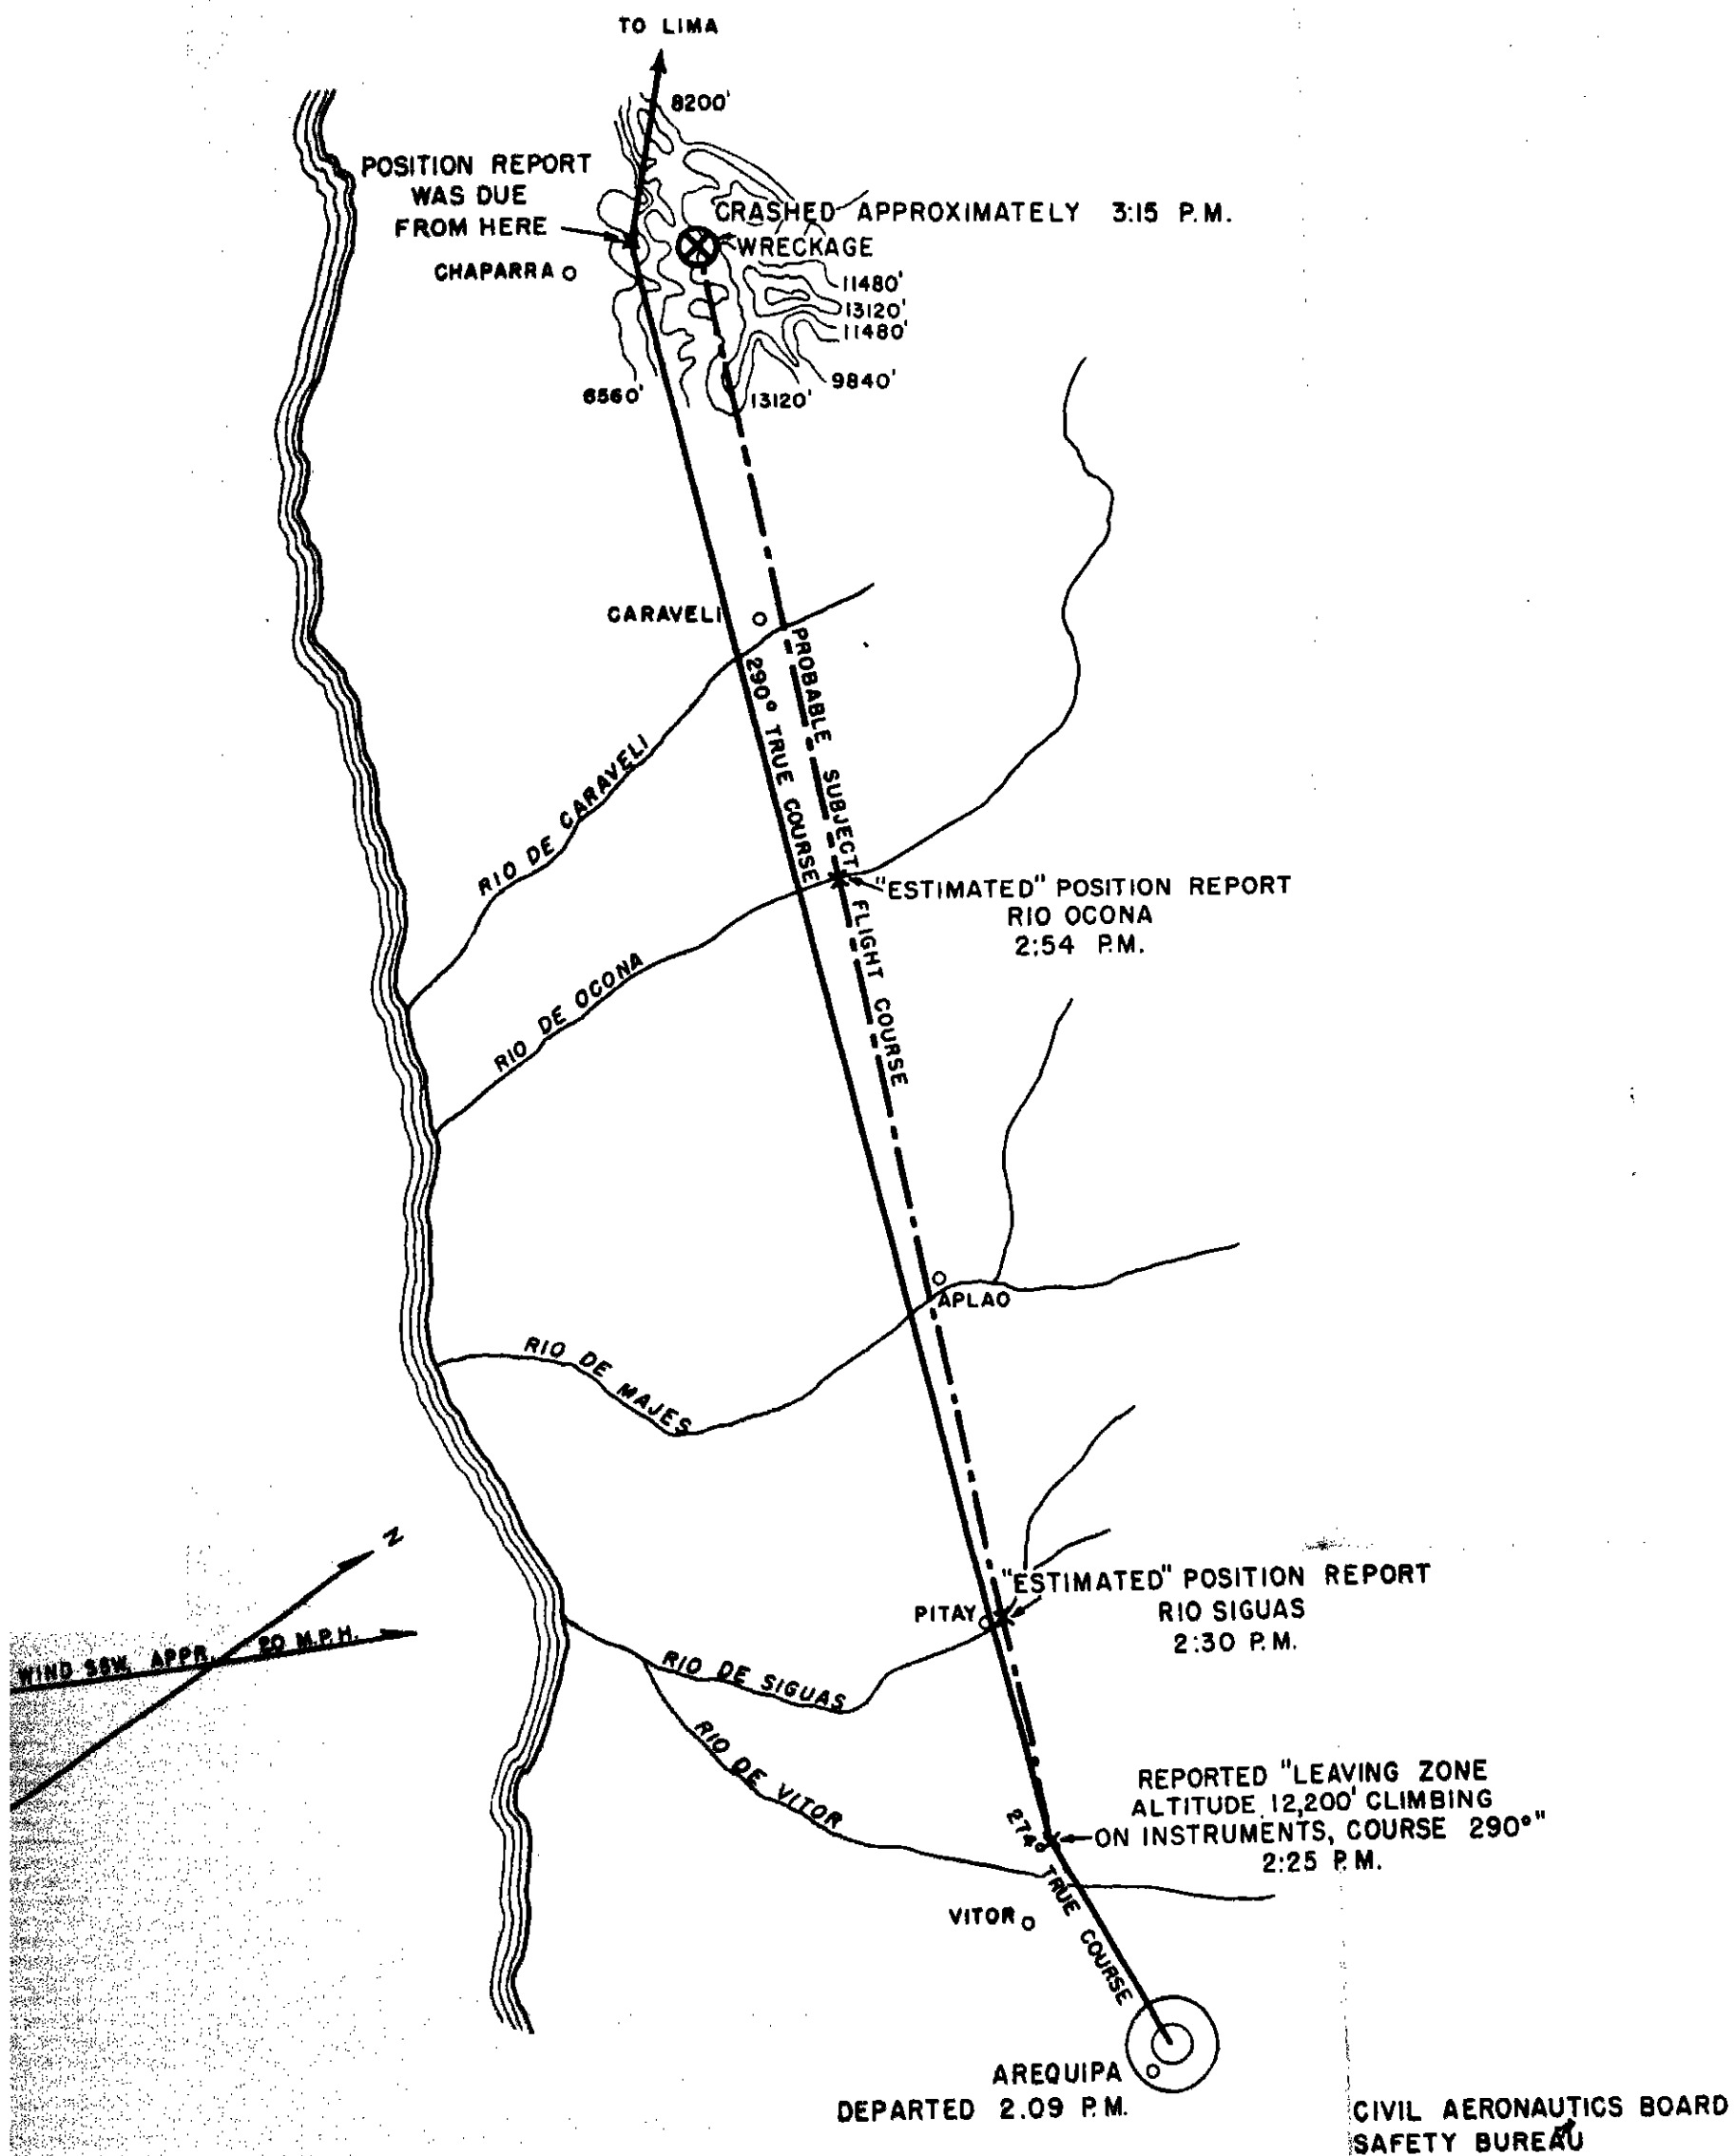 TO LIMA
8200'
POSITION REPORT
WAS DUE
FROM HERE
CRASHED APPROXIMATELY 3:15 P.M.
WRECKAGE
CHAPARRA
11480'
13120'
11480'
9840'
6560'
13120'
CARAVELI
290° TRUE COURSE
PROBABLE SUBJECT FLIGHT COURSE
RIO DE CARAVELI
"ESTIMATED" POSITION REPORT
RIO OCONA
2:54 P.M.
RIO DE OCONA
APLAO
RIO DE MAJES
N
WIND SSW, APPR. 20 M.P.H.
"ESTIMATED" POSITION REPORT
RIO SIGUAS
2:30 P.M.
PITAY
RIO DE SIGUAS
RIO DE VITOR
REPORTED "LEAVING ZONE
ALTITUDE 12,200' CLIMBING
ON INSTRUMENTS, COURSE 290°"
2:25 P.M.
274° TRUE COURSE
VITOR
AREQUIPA
DEPARTED 2.09 P.M.
CIVIL AERONAUTICS BOARD
SAFETY BUREAU